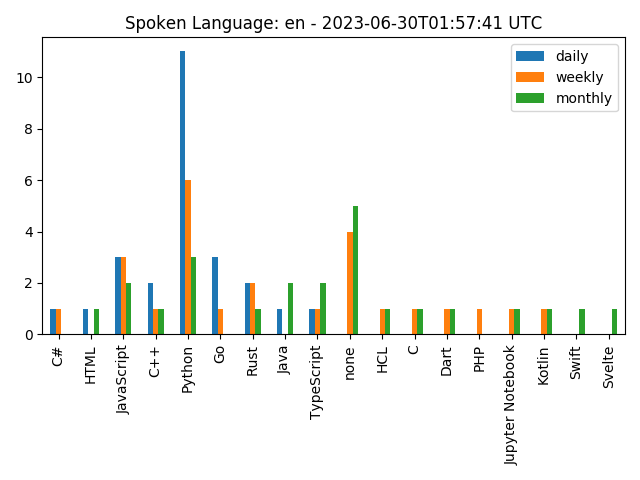 Spoken Language: en - 2023-06-30T01:57:41 UTC
daily
weekly
monthly
10
8
6
4
2
0
C#
HTML
JavaScript
C++
Python
Go
Rust
Java
TypeScript
none
HCL
C
Dart
PHP
Jupyter Notebook
Kotlin
Swift
Svelte